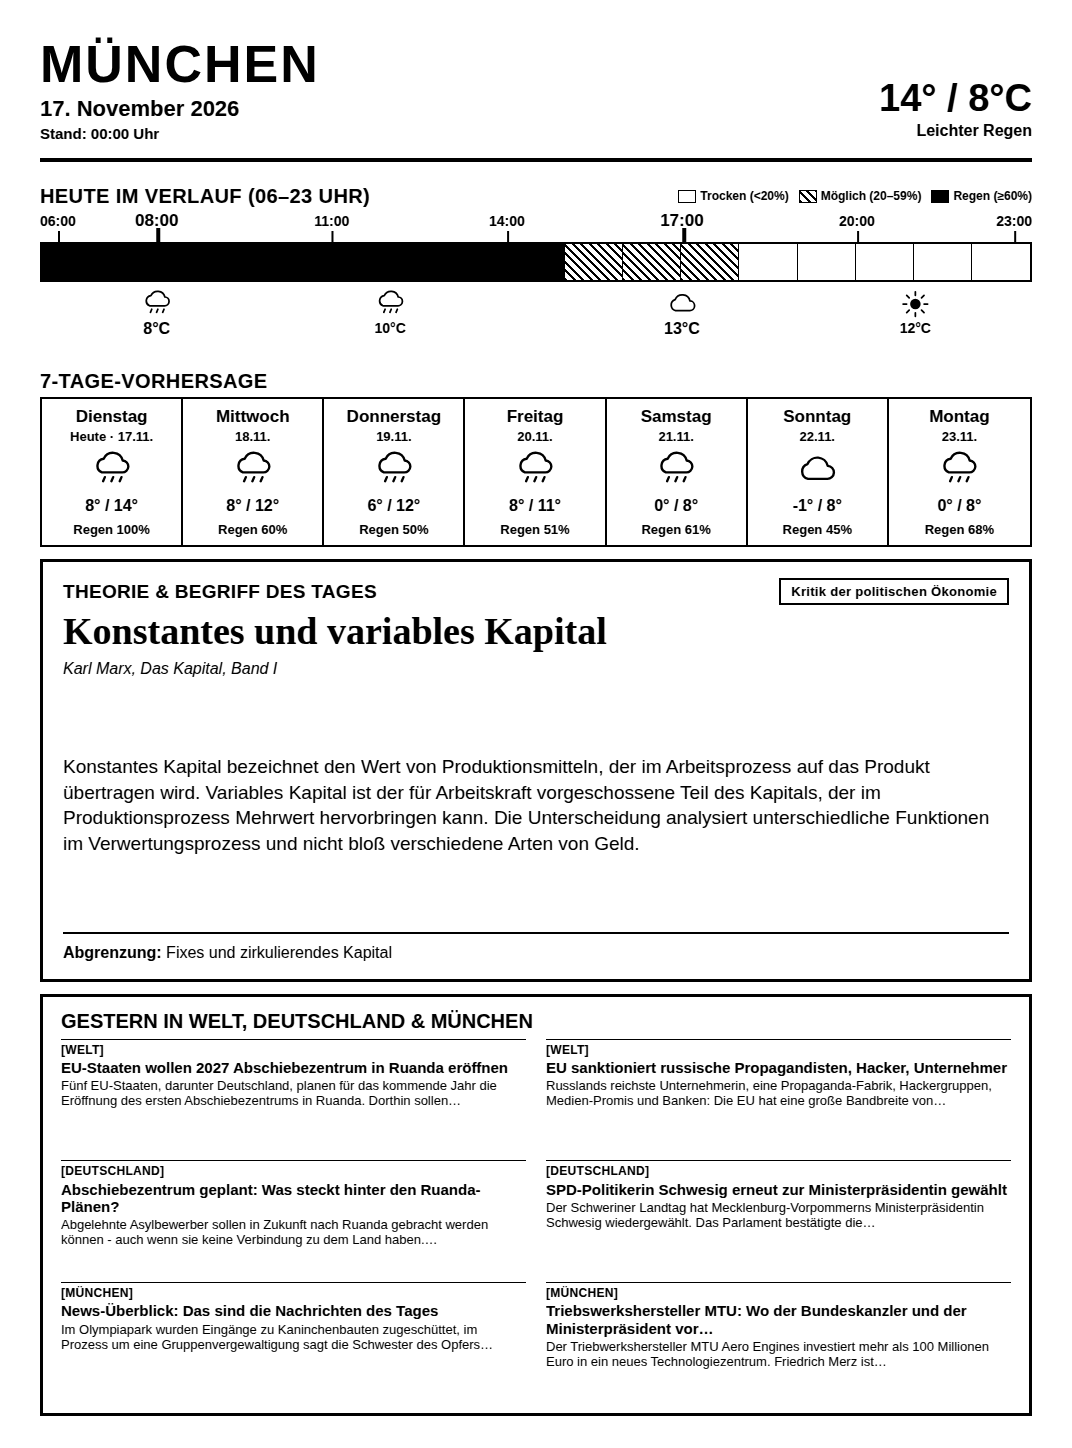 MÜNCHEN
17. November 2026
Stand: 00:00 Uhr
14° / 8°C
Leichter Regen
HEUTE IM VERLAUF (06–23 UHR)
Trocken (<20%) Möglich (20–59%) Regen (≥60%)
06:00 08:00 11:00 14:00 17:00 20:00 23:00
8°C 10°C 13°C 12°C
7-TAGE-VORHERSAGE
Dienstag Mittwoch Donnerstag Freitag Samstag Sonntag Montag
Heute · 17.11. 18.11. 19.11. 20.11. 21.11. 22.11. 23.11.
8° / 14° 8° / 12° 6° / 12° 8° / 11° 0° / 8° -1° / 8° 0° / 8°
Regen 100% Regen 60% Regen 50% Regen 51% Regen 61% Regen 45% Regen 68%
THEORIE & BEGRIFF DES TAGES
Kritik der politischen Ökonomie
Konstantes und variables Kapital
Karl Marx, Das Kapital, Band I
Konstantes Kapital bezeichnet den Wert von Produktionsmitteln, der im Arbeitsprozess auf das Produkt
übertragen wird. Variables Kapital ist der für Arbeitskraft vorgeschossene Teil des Kapitals, der im
Produktionsprozess Mehrwert hervorbringen kann. Die Unterscheidung analysiert unterschiedliche Funktionen
im Verwertungsprozess und nicht bloß verschiedene Arten von Geld.
Abgrenzung: Fixes und zirkulierendes Kapital
GESTERN IN WELT, DEUTSCHLAND & MÜNCHEN
[WELT]
EU-Staaten wollen 2027 Abschiebezentrum in Ruanda eröffnen
Fünf EU-Staaten, darunter Deutschland, planen für das kommende Jahr die
Eröffnung des ersten Abschiebezentrums in Ruanda. Dorthin sollen…
[WELT]
EU sanktioniert russische Propagandisten, Hacker, Unternehmer
Russlands reichste Unternehmerin, eine Propaganda-Fabrik, Hackergruppen,
Medien-Promis und Banken: Die EU hat eine große Bandbreite von…
[DEUTSCHLAND]
Abschiebezentrum geplant: Was steckt hinter den Ruanda-
Plänen?
Abgelehnte Asylbewerber sollen in Zukunft nach Ruanda gebracht werden
können - auch wenn sie keine Verbindung zu dem Land haben.…
[DEUTSCHLAND]
SPD-Politikerin Schwesig erneut zur Ministerpräsidentin gewählt
Der Schweriner Landtag hat Mecklenburg-Vorpommerns Ministerpräsidentin
Schwesig wiedergewählt. Das Parlament bestätigte die…
[MÜNCHEN]
News-Überblick: Das sind die Nachrichten des Tages
Im Olympiapark wurden Eingänge zu Kaninchenbauten zugeschüttet, im
Prozess um eine Gruppenvergewaltigung sagt die Schwester des Opfers…
[MÜNCHEN]
Triebswerkshersteller MTU: Wo der Bundeskanzler und der
Ministerpräsident vor…
Der Triebwerkshersteller MTU Aero Engines investiert mehr als 100 Millionen
Euro in ein neues Technologiezentrum. Friedrich Merz ist…